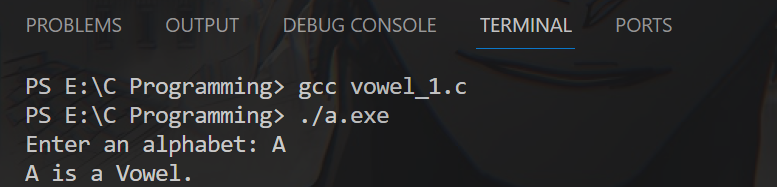 PROBLEMS OUTPUT DEBUG CONSOLE TERMINAL PORTS
PS E:\C Programming> gcc vowel_1.c
PS E:\C Programming> ./a.exe
Enter an alphabet: A
A is a Vowel.